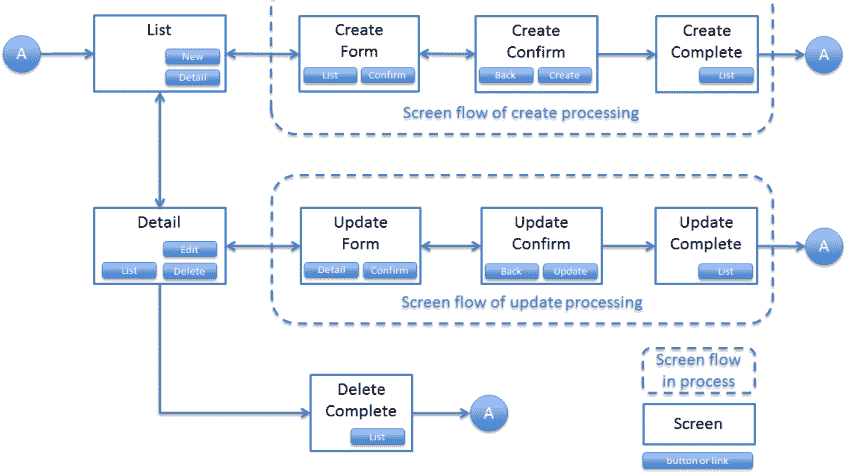 A
List
New
Detail
Create
Form
List
Confirm
Create
Confirm
Back
Create
Create
Complete
List
A
Screen flow of create processing
Detail
Edit
List
Delete
Update
Form
Detail
Confirm
Update
Confirm
Back
Update
Update
Complete
List
A
Screen flow of update processing
Delete
Complete
List
A
Screen flow
in process
Screen
button or link